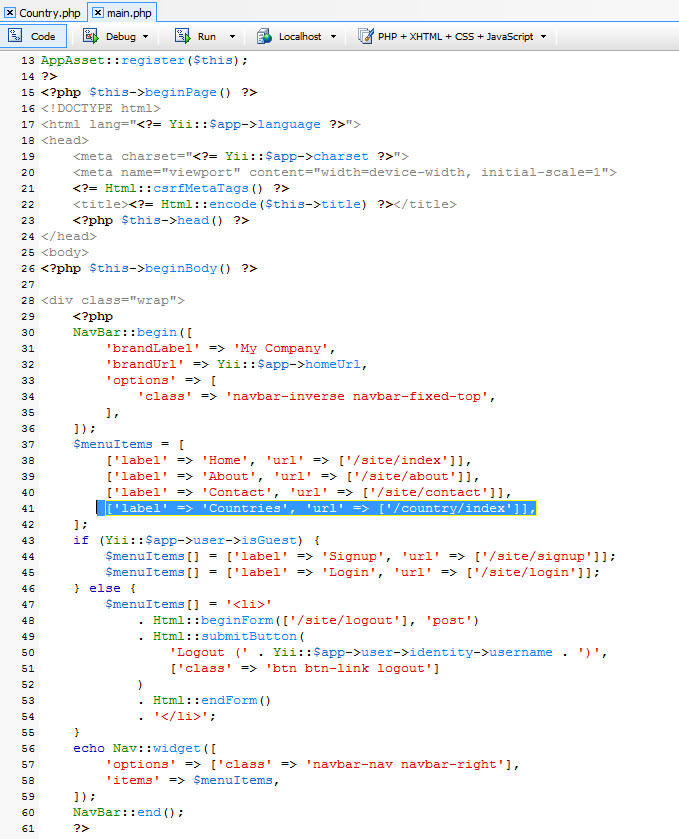 Country.php main.php
Code Debug Run Localhost PHP + XHTML + CSS + JavaScript
13 AppAsset::register($this);
14 ?>
15 <?php $this->beginPage() ?>
16 <!DOCTYPE html>
17 <html lang="<?= Yii::$app->language ?>">
18 <head>
19     <meta charset="<?= Yii::$app->charset ?>">
20     <meta name="viewport" content="width=device-width, initial-scale=1">
21     <?= Html::csrfMetaTags() ?>
22     <title><?= Html::encode($this->title) ?></title>
23     <?php $this->head() ?>
24 </head>
25 <body>
26 <?php $this->beginBody() ?>
27
28 <div class="wrap">
29     <?php
30     NavBar::begin([
31         'brandLabel' => 'My Company',
32         'brandUrl' => Yii::$app->homeUrl,
33         'options' => [
34             'class' => 'navbar-inverse navbar-fixed-top',
35         ],
36     ]);
37     $menuItems = [
38         ['label' => 'Home', 'url' => ['/site/index']],
39         ['label' => 'About', 'url' => ['/site/about']],
40         ['label' => 'Contact', 'url' => ['/site/contact']],
41         ['label' => 'Countries', 'url' => ['/country/index']],
42     ];
43     if (Yii::$app->user->isGuest) {
44         $menuItems[] = ['label' => 'Signup', 'url' => ['/site/signup']];
45         $menuItems[] = ['label' => 'Login', 'url' => ['/site/login']];
46     } else {
47         $menuItems[] = '<li>'
48             . Html::beginForm(['/site/logout'], 'post')
49             . Html::submitButton(
50                 'Logout (' . Yii::$app->user->identity->username . ')',
51                 ['class' => 'btn btn-link logout']
52             )
53             . Html::endForm()
54             . '</li>';
55     }
56     echo Nav::widget([
57         'options' => ['class' => 'navbar-nav navbar-right'],
58         'items' => $menuItems,
59     ]);
60     NavBar::end();
61     ?>